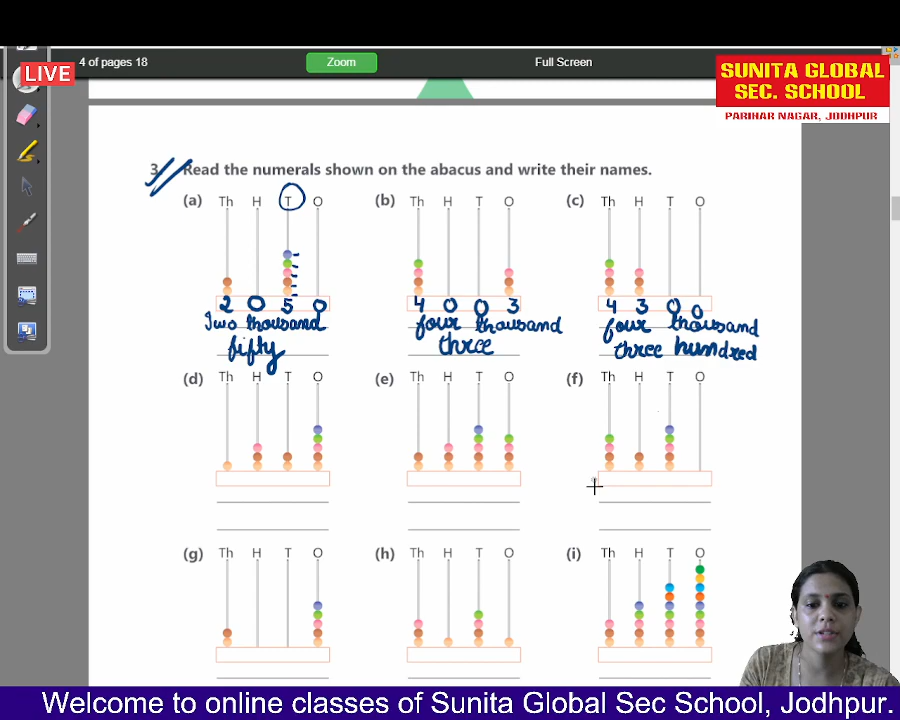 LIVE
4 of pages 18
Zoom
Full Screen
SUNITA GLOBAL
SEC. SCHOOL
PARIHAR NAGAR, JODHPUR
3. Read the numerals shown on the abacus and write their names.
(a) Th H T O (b) Th H T O (c) Th H T O
2 0 5 0 4 0 0 3 4 3 0 0
Two thousand four thousand four thousand
fifty three three hundred
(d) Th H T O (e) Th H T O (f) Th H T O
(g) Th H T O (h) Th H T O (i) Th H T O
Welcome to online classes of Sunita Global Sec School, Jodhpur.